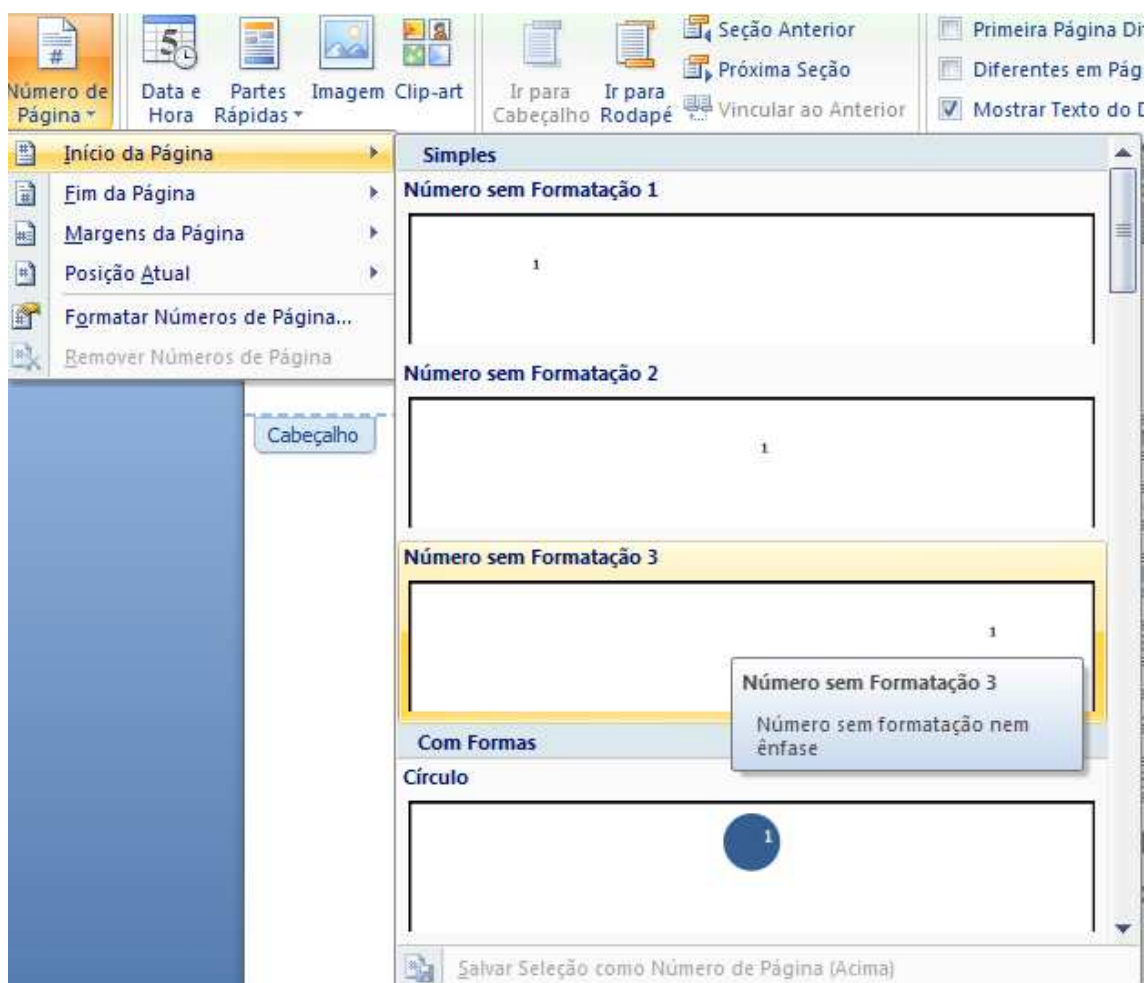 Número de
Página
Data e
Hora
Partes
Rápidas
Imagem
Clip-art
Ir para
Cabeçalho
Ir para
Rodapé
Seção Anterior
Próxima Seção
Vincular ao Anterior
Primeira Página Di
Diferentes em Pág
Mostrar Texto do D
Início da Página
Fim da Página
Margens da Página
Posição Atual
Formatar Números de Página...
Remover Números de Página
Cabeçalho
Simples
Número sem Formatação 1
1
Número sem Formatação 2
1
Número sem Formatação 3
1
Número sem Formatação 3
Número sem formatação nem
ênfase
Com Formas
Círculo
1
Salvar Seleção como Número de Página (Acima)